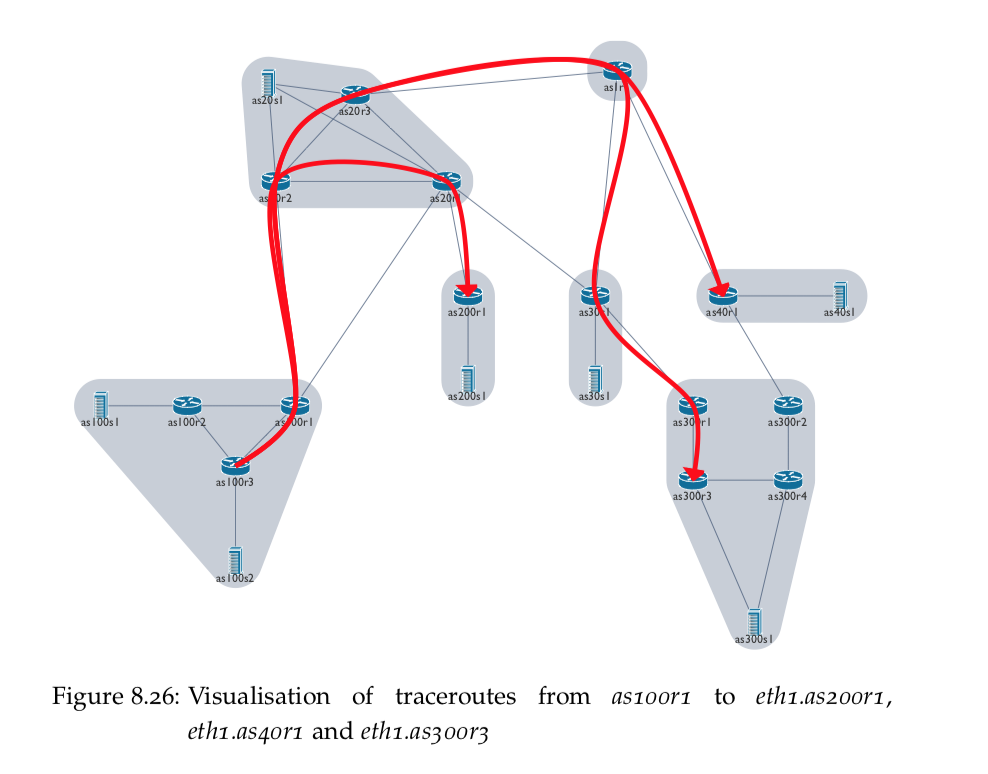 as20s1
as20r3
as1r1
as20r2
as20r1
as200r1
as30r1
as40r1
as40s1
as200s1
as30s1
as100s1
as100r2
as100r1
as300r1
as300r2
as100r3
as300r3
as300r4
as100s2
as300s1
Figure 8.26: Visualisation of traceroutes from as100r1 to eth1.as200r1,
eth1.as40r1 and eth1.as300r3